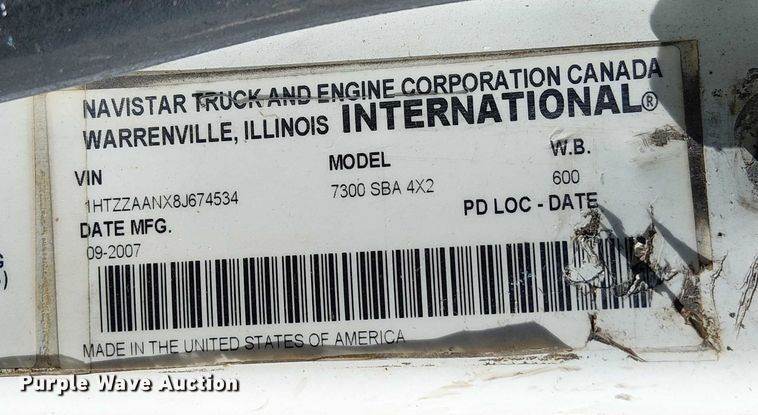 NAVISTAR TRUCK AND ENGINE CORPORATION CANADA
WARRENVILLE, ILLINOIS INTERNATIONAL®
VIN MODEL W.B.
1HTZZAANX8J674534 7300 SBA 4X2 600
DATE MFG. PD LOC - DATE
09-2007
MADE IN THE UNITED STATES OF AMERICA
Purple Wave Auction